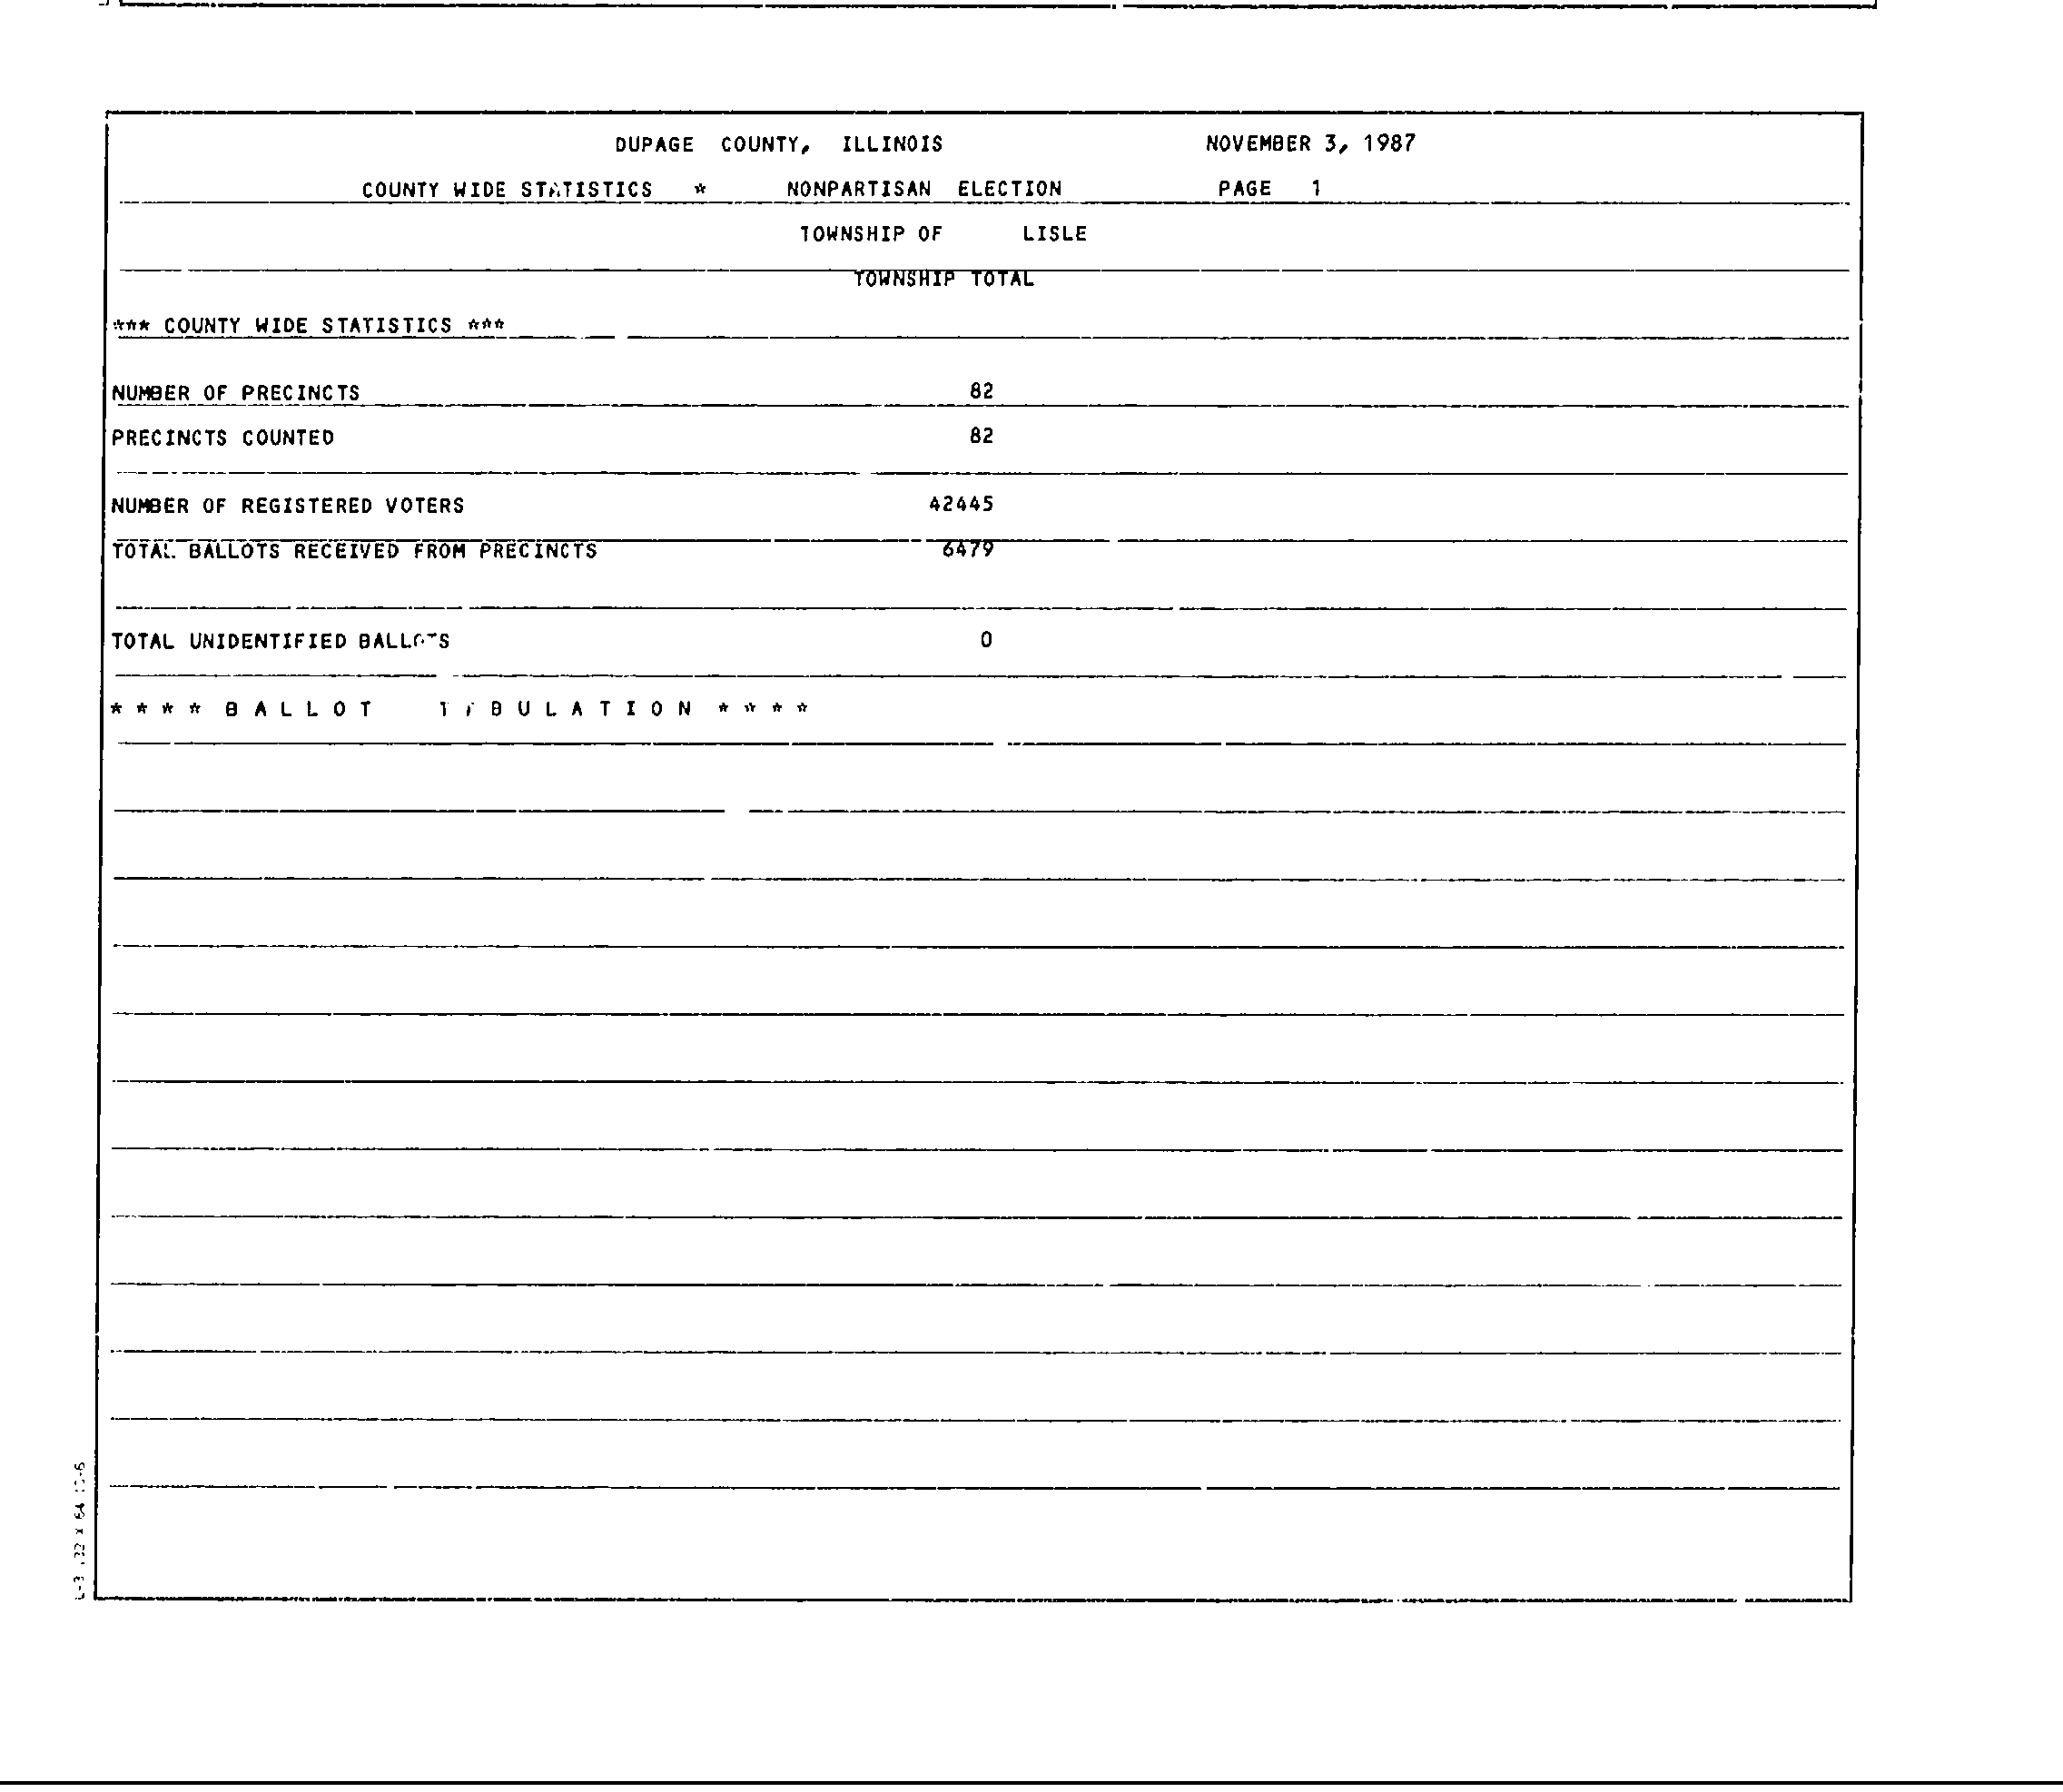 DUPAGE COUNTY, ILLINOIS NOVEMBER 3, 1987
COUNTY WIDE STATISTICS * NONPARTISAN ELECTION PAGE 1
TOWNSHIP OF LISLE
TOWNSHIP TOTAL
*** COUNTY WIDE STATISTICS ***
NUMBER OF PRECINCTS 82
PRECINCTS COUNTED 82
NUMBER OF REGISTERED VOTERS 42445
TOTAL BALLOTS RECEIVED FROM PRECINCTS 6479
TOTAL UNIDENTIFIED BALLOTS 0
* * * * B A L L O T T A B U L A T I O N * * * *